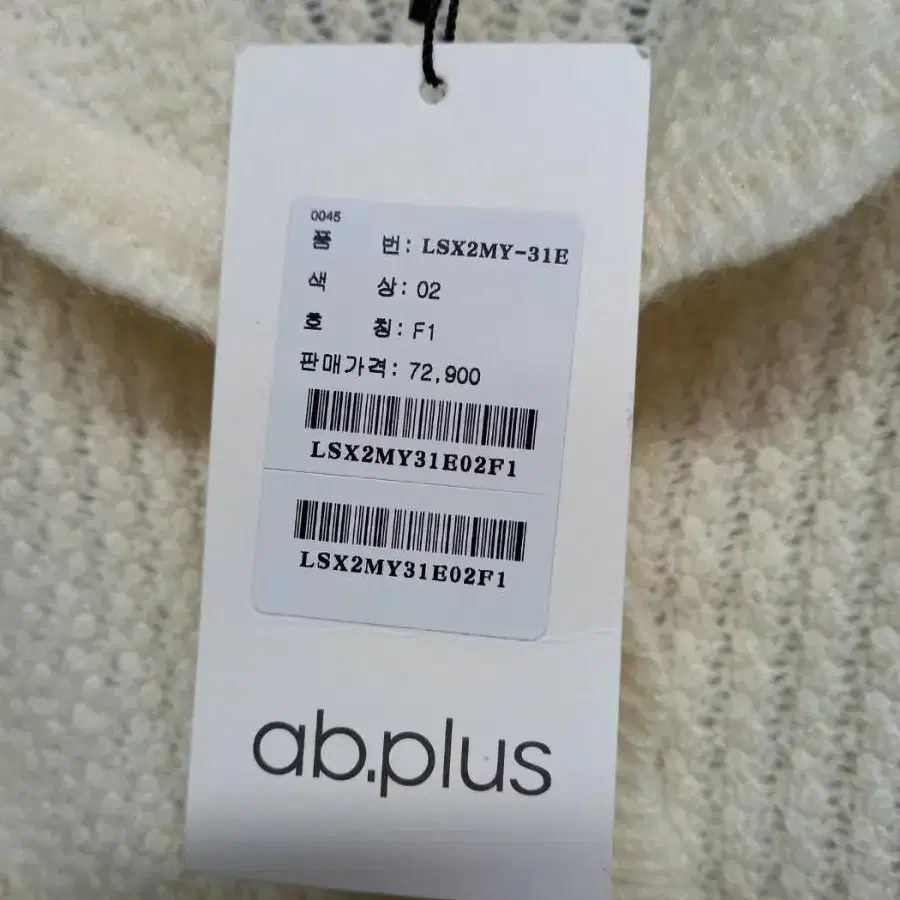 0045
품 번: LSX2MY-31E
색 상: 02
호 칭: F1
판매가격: 72,900
LSX2MY31E02F1
LSX2MY31E02F1
ab.plus